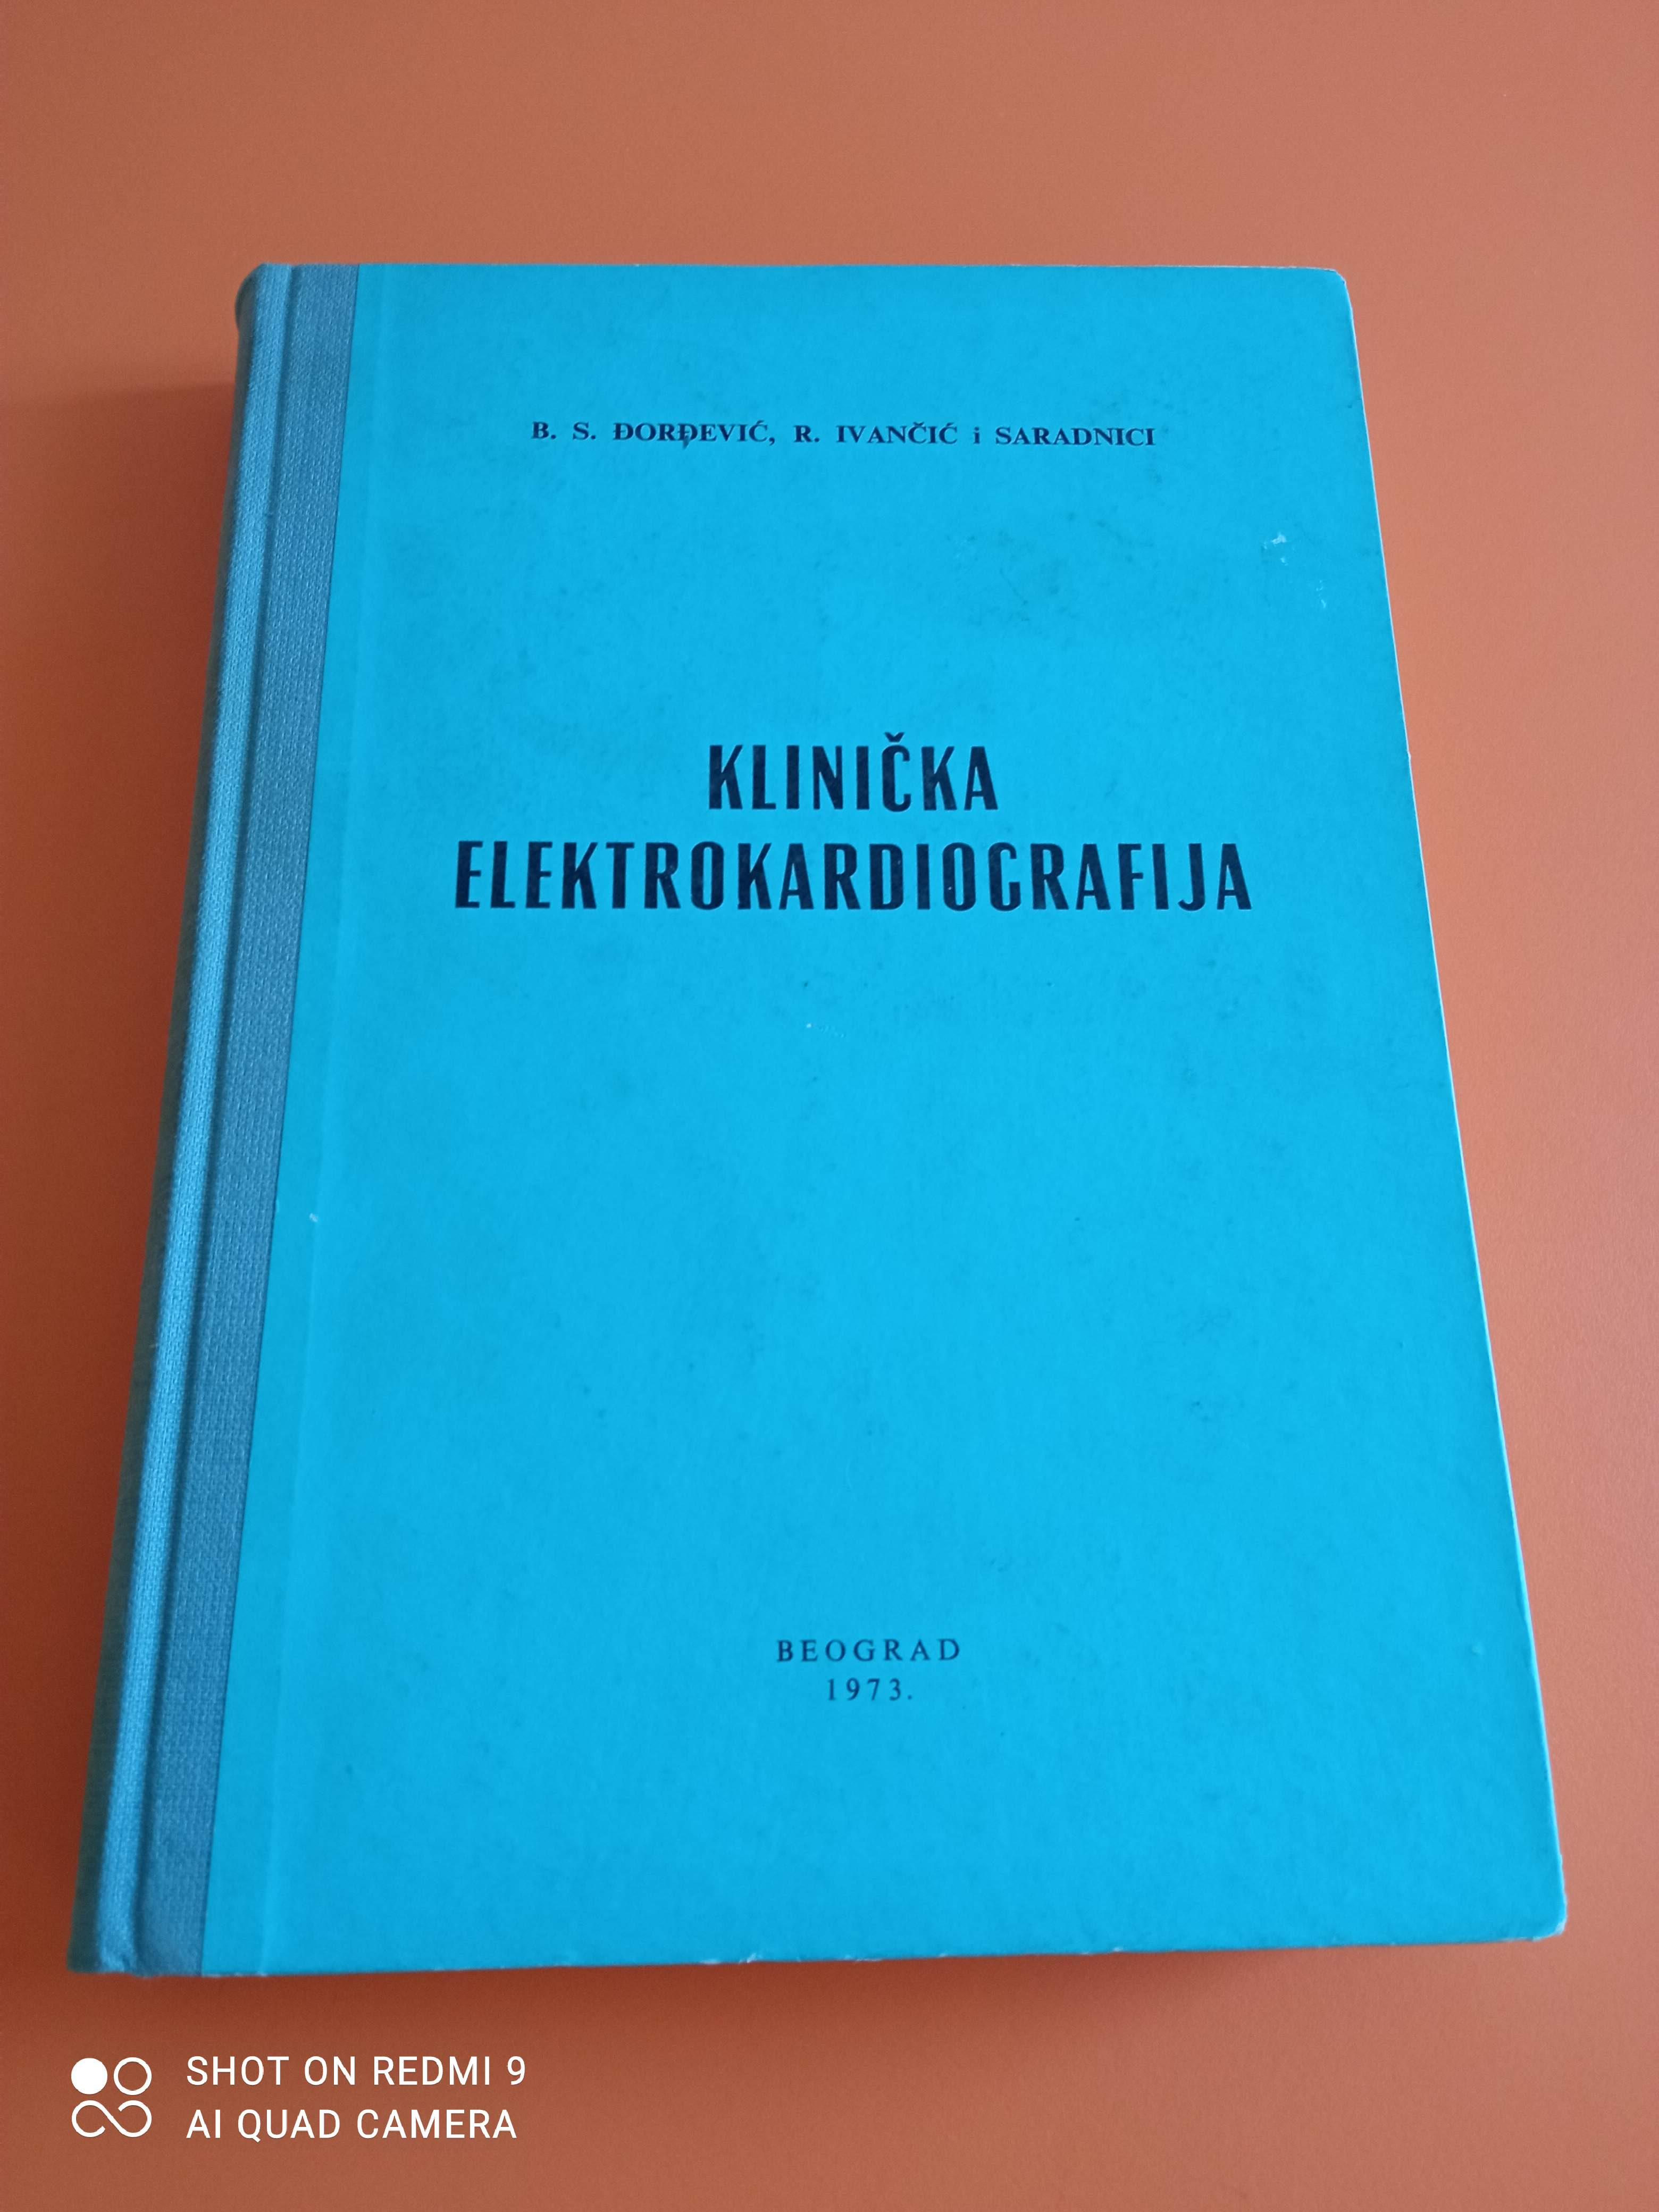 B. S. ĐORĐEVIĆ, R. IVANČIĆ i SARADNICI
KLINIČKA
ELEKTROKARDIOGRAFIJA
BEOGRAD
1973.
SHOT ON REDMI 9
AI QUAD CAMERA